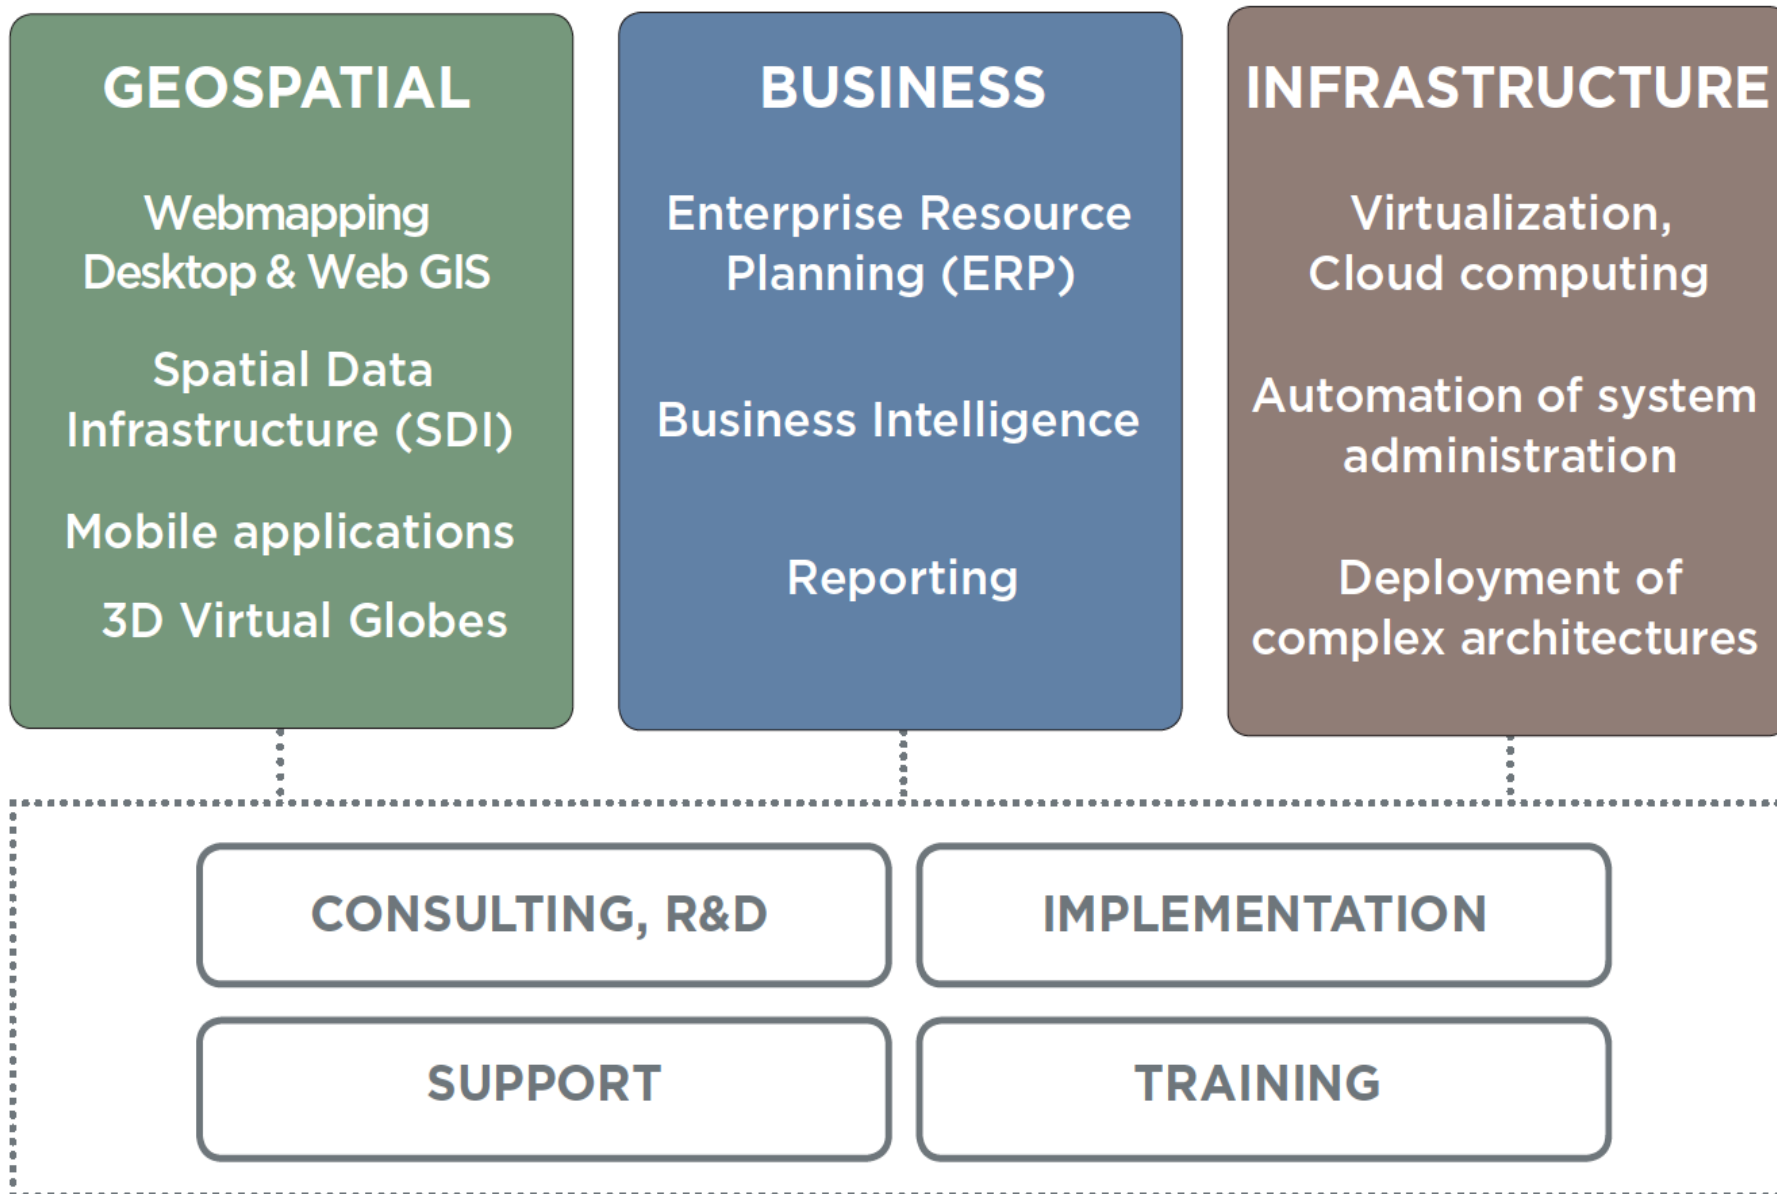 GEOSPATIAL
Webmapping
Desktop & Web GIS
Spatial Data
Infrastructure (SDI)
Mobile applications
3D Virtual Globes
BUSINESS
Enterprise Resource
Planning (ERP)
Business Intelligence
Reporting
INFRASTRUCTURE
Virtualization,
Cloud computing
Automation of system
administration
Deployment of
complex architectures
CONSULTING, R&D
IMPLEMENTATION
SUPPORT
TRAINING